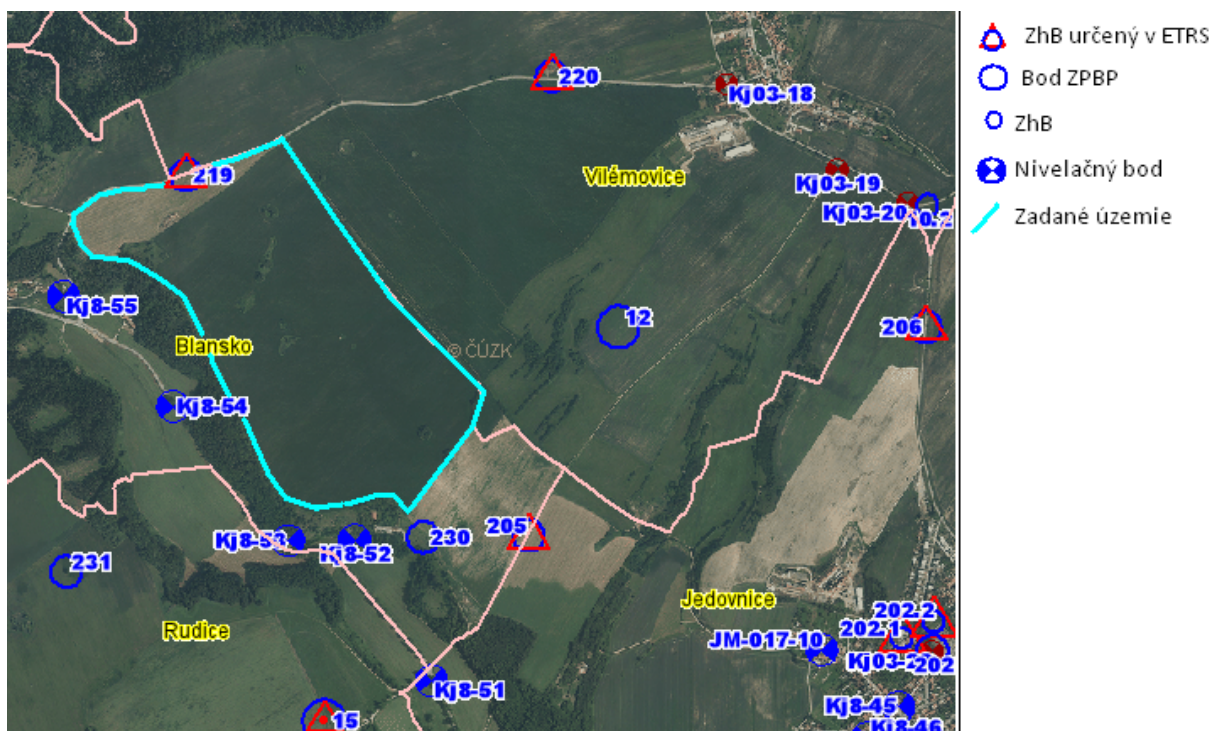 ZhB určený v ETRS
Bod ZPBP
ZhB
Nivelačný bod
Zadané územie
220
Kj03-18
219
Vilémovice
Kj03-19
Kj03-20
Kj8-55
12
206
Blansko
© ČÚZK
Kj8-54
205
Kj8-53
Kj8-52
230
231
Jedovnice
202-2
Rudice
202-1
JM-017-10
202
Kj8-51
Kj8-45
15
Kj8-46